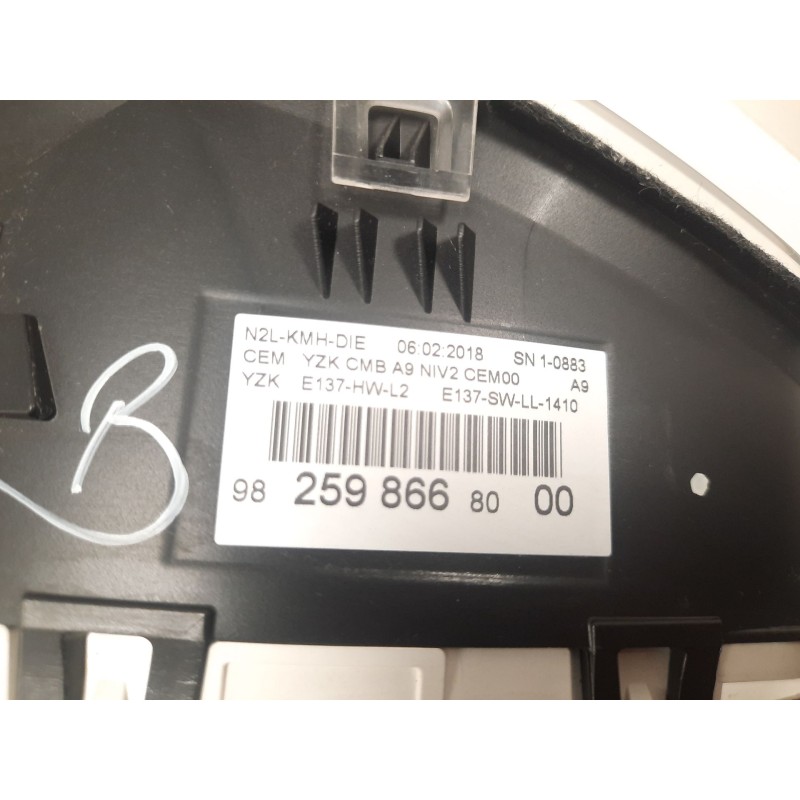 N2L-KMH-DIE 06:02:2018 SN 1-0883
CEM YZK CMB A9 NIV2 CEM00 A9
YZK E137-HW-L2 E137-SW-LL-1410
98 259 866 80 00
B